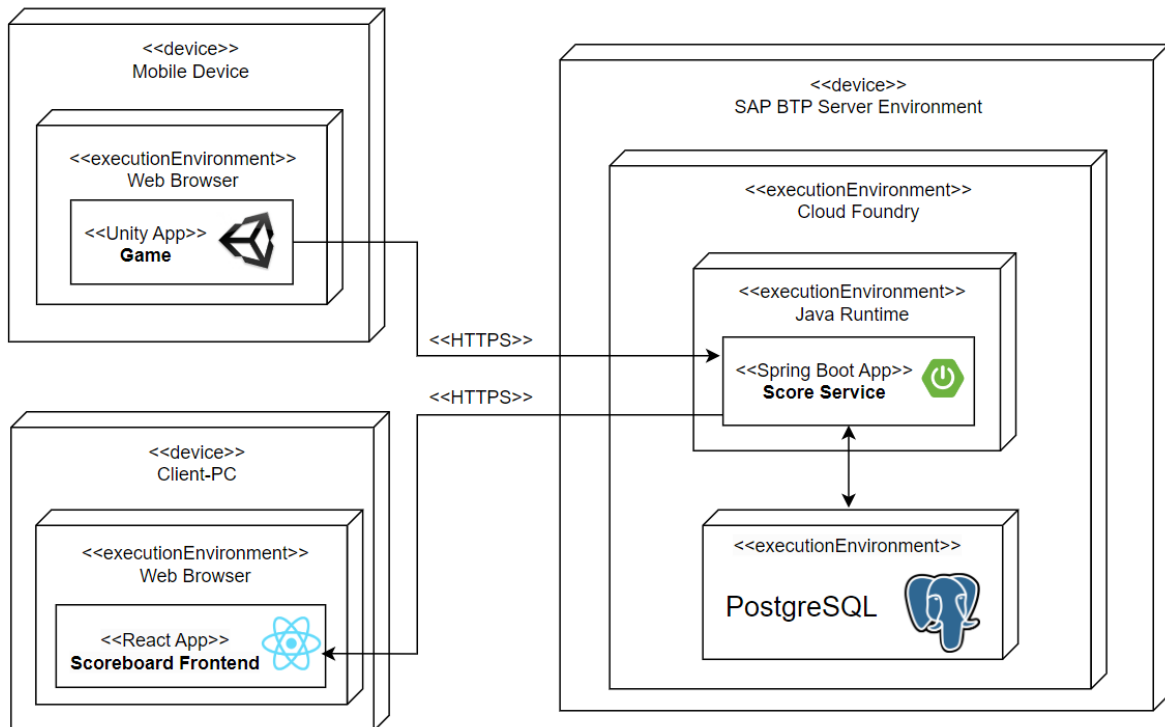 <<device>>
Mobile Device
<<executionEnvironment>>
Web Browser
<<Unity App>>
Game
<<HTTPS>>
<<HTTPS>>
<<device>>
Client-PC
<<executionEnvironment>>
Web Browser
<<React App>>
Scoreboard Frontend
<<device>>
SAP BTP Server Environment
<<executionEnvironment>>
Cloud Foundry
<<executionEnvironment>>
Java Runtime
<<Spring Boot App>>
Score Service
<<executionEnvironment>>
PostgreSQL